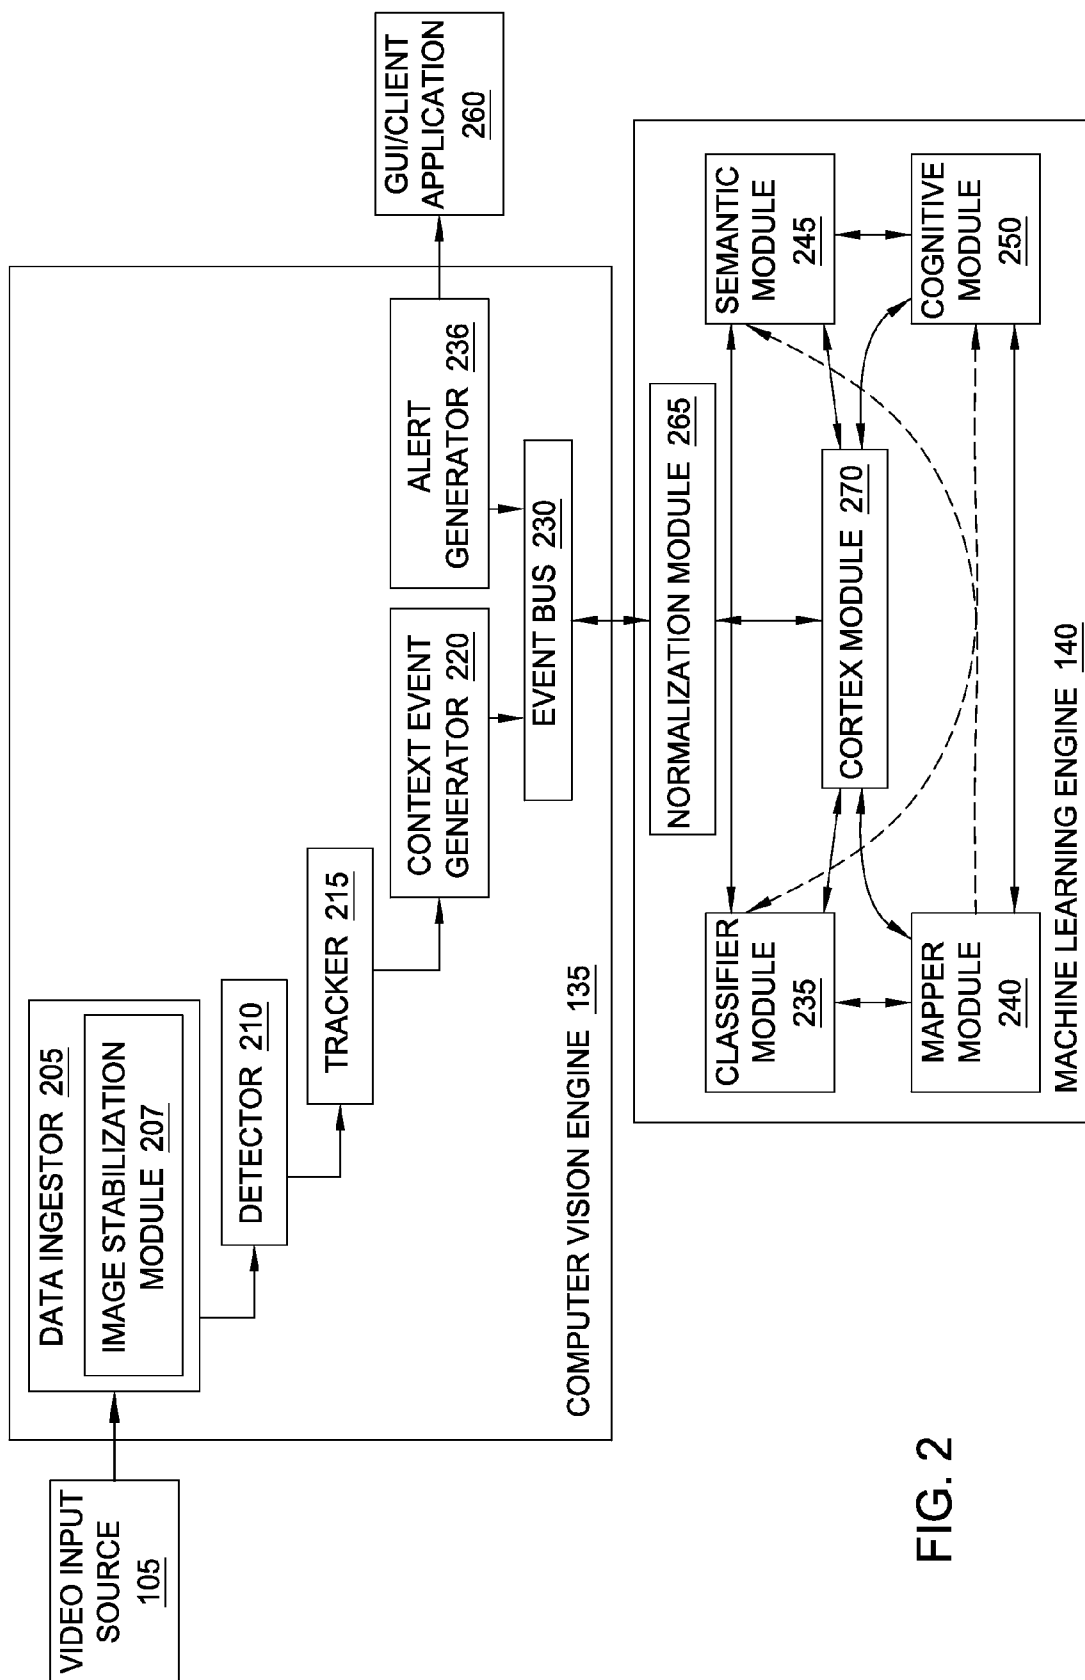 VIDEO INPUT
SOURCE
105
DATA INGESTOR 205
IMAGE STABILIZATION
MODULE 207
DETECTOR 210
TRACKER 215
CONTEXT EVENT
GENERATOR 220
ALERT
GENERATOR 236
EVENT BUS 230
COMPUTER VISION ENGINE 135
GUI/CLIENT
APPLICATION
260
NORMALIZATION MODULE 265
CLASSIFIER
MODULE
235
SEMANTIC
MODULE
245
CORTEX MODULE 270
MAPPER
MODULE
240
COGNITIVE
MODULE
250
MACHINE LEARNING ENGINE 140
FIG. 2